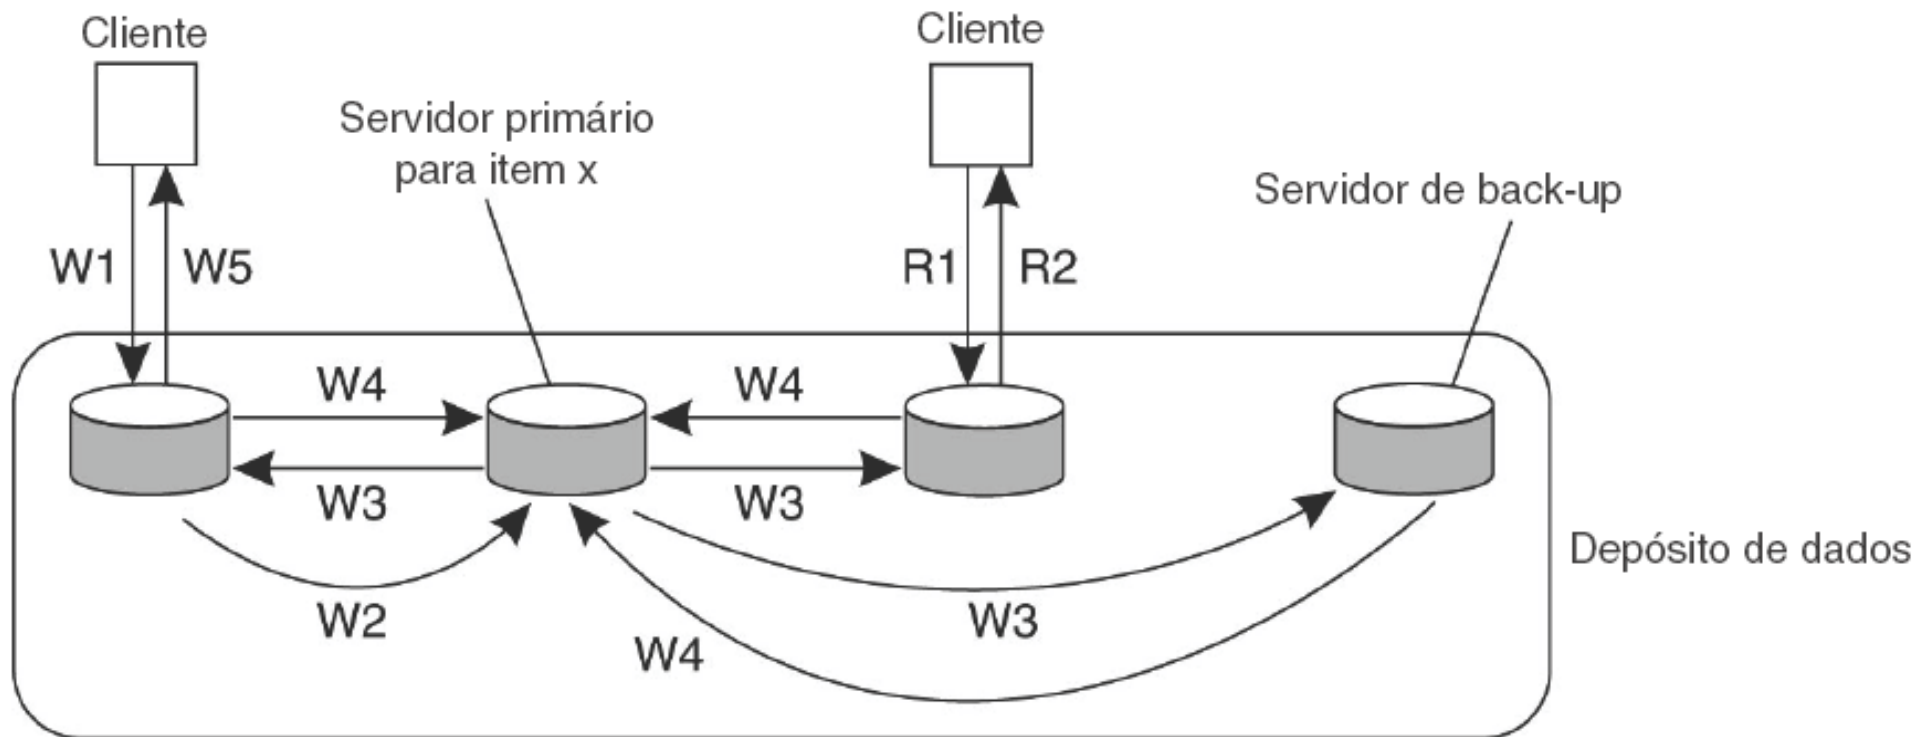 Cliente
Cliente
Servidor primário
para item x
Servidor de back-up
W1
W5
R1
R2
W4
W4
W3
W3
Depósito de dados
W2
W3
W4